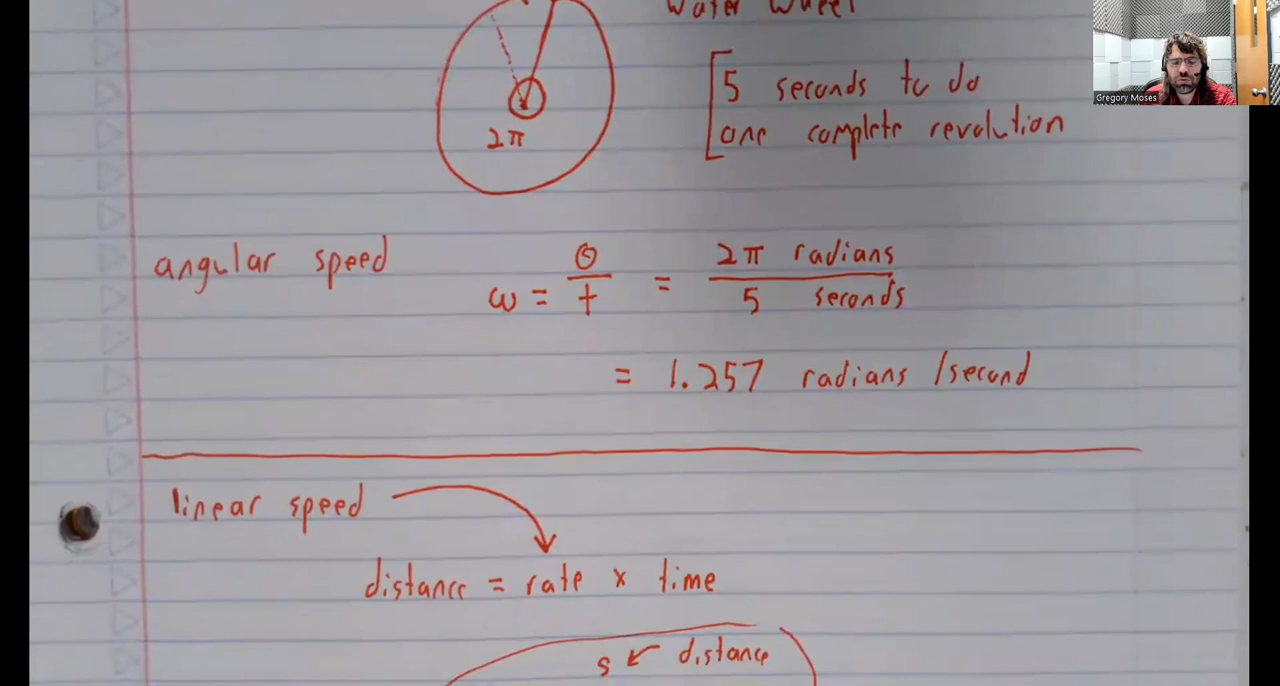 Water Wheel
Gregory Moses
5 seconds to do
one complete revolution
2π
angular speed ω = θ/t = 2π radians / 5 seconds
= 1.257 radians /second
linear speed
distance = rate x time
s ← distance